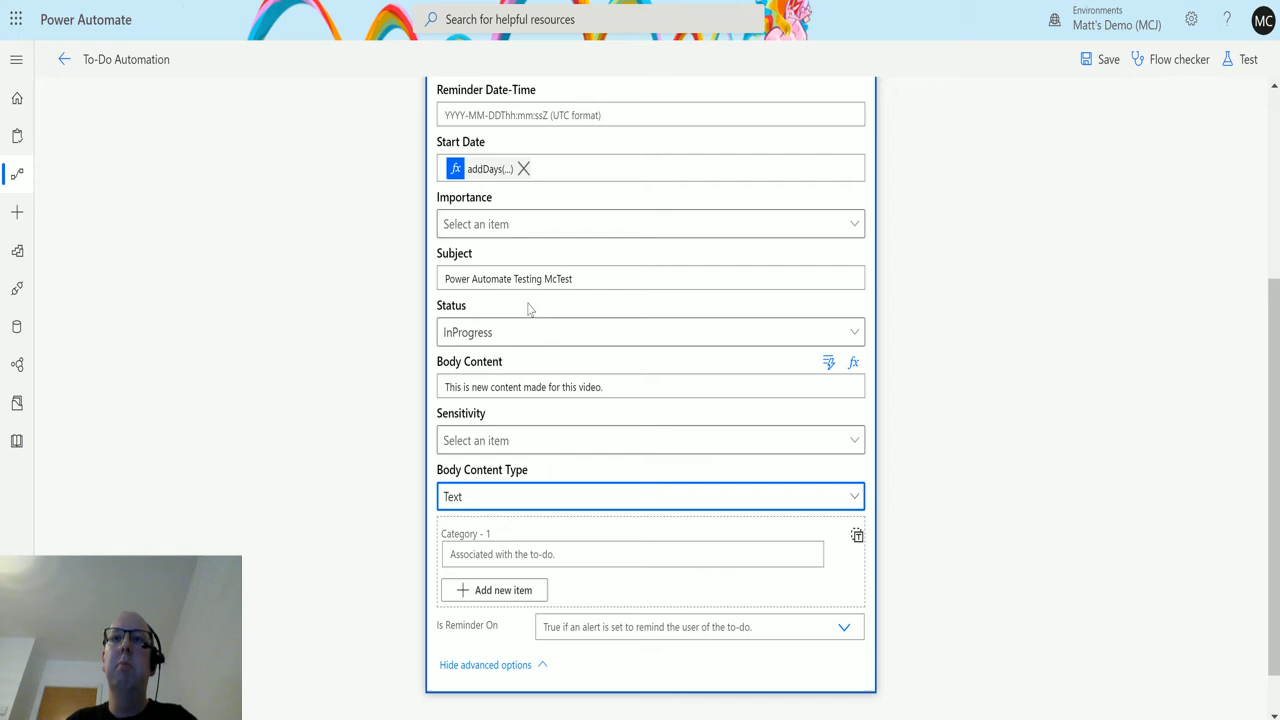 Power Automate
Search for helpful resources
Environments
Matt's Demo (MCJ)
MC
To-Do Automation
Save
Flow checker
Test
Reminder Date-Time
YYYY-MM-DDThh:mm:ssZ (UTC format)
Start Date
fx addDays(...)
Importance
Select an item
Subject
Power Automate Testing McTest
Status
InProgress
Body Content
fx
This is new content made for this video.
Sensitivity
Select an item
Body Content Type
Text
Category - 1
Associated with the to-do.
Add new item
Is Reminder On
True if an alert is set to remind the user of the to-do.
Hide advanced options